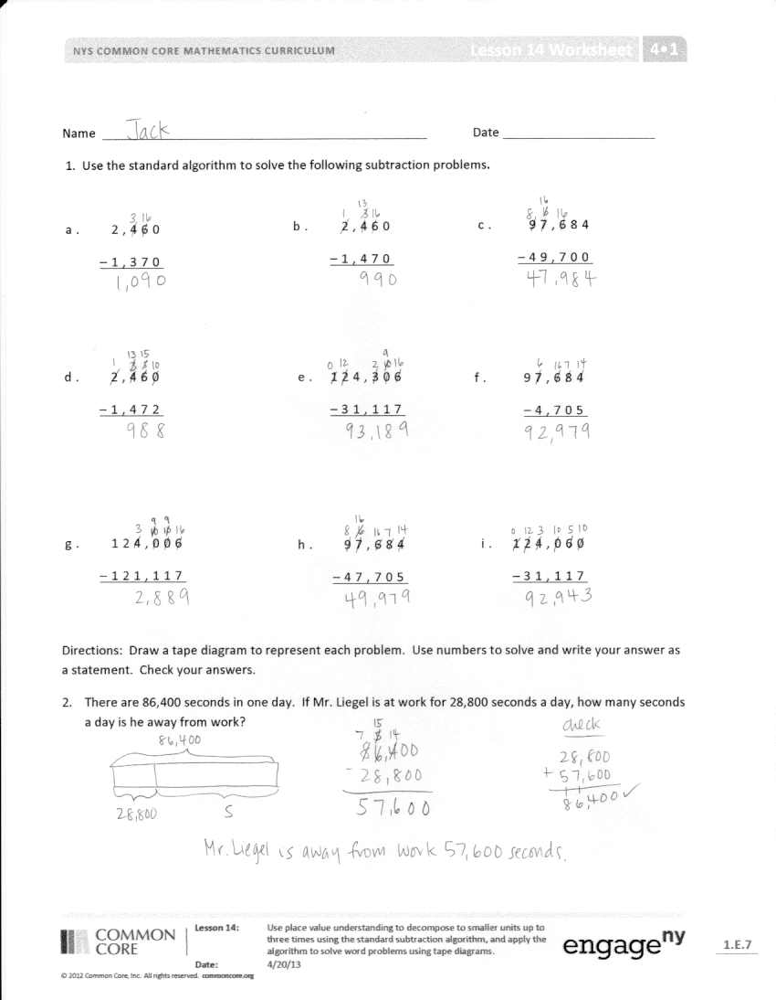 NYS COMMON CORE MATHEMATICS CURRICULUM Lesson 14 Worksheet 4•1
Name Jack Date
1. Use the standard algorithm to solve the following subtraction problems.
13 16
3 16 1 3 16 8 6 16
a. 2,460 b. 2,460 c. 97,684
-1,370 -1,470 -49,700
1,090 990 47,984
13 15 9
1 3 5 10 0 12 2 10 16 6 16 7 14
d. 2,460 e. 124,306 f. 97,684
-1,472 -31,117 -4,705
988 93,189 92,979
9 9 16
3 10 10 16 8 6 16 7 14 0 12 3 10 5 10
g. 124,006 h. 97,684 i. 124,060
-121,117 -47,705 -31,117
2,889 49,979 92,943
Directions: Draw a tape diagram to represent each problem. Use numbers to solve and write your answer as
a statement. Check your answers.
2. There are 86,400 seconds in one day. If Mr. Liegel is at work for 28,800 seconds a day, how many seconds
a day is he away from work?
86,400 15 check
7 5 14
86,400 28,800
-28,800 +57,600
57,600 86,400 ✓
28,800 S
Mr. Liegel is away from work 57,600 seconds.
COMMON CORE
Lesson 14: Use place value understanding to decompose to smaller units up to
three times using the standard subtraction algorithm, and apply the
algorithm to solve word problems using tape diagrams.
Date: 4/20/13
engage ny 1.E.7
© 2012 Common Core, Inc. All rights reserved. commoncore.org